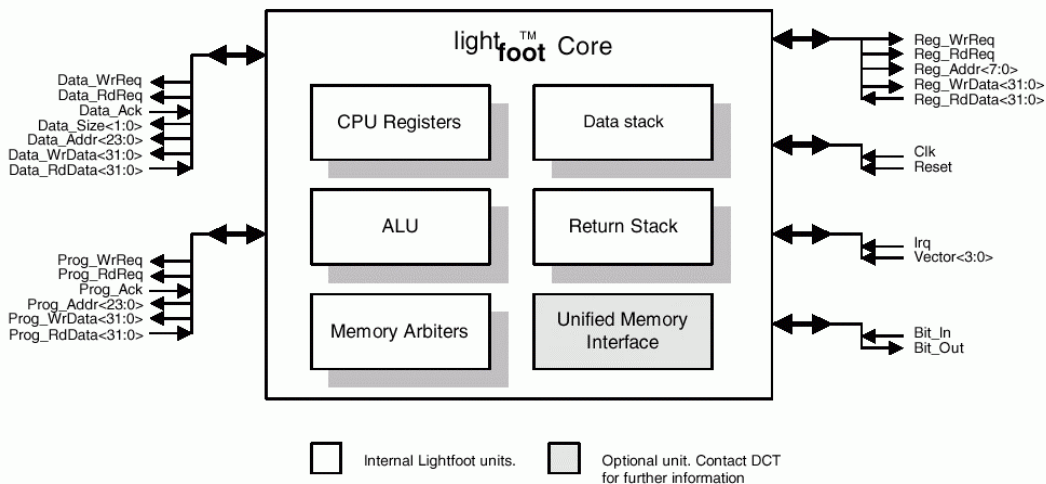 light foot™ Core
Data_WrReq
Data_RdReq
Data_Ack
Data_Size<1:0>
Data_Addr<23:0>
Data_WrData<31:0>
Data_RdData<31:0>
Prog_WrReq
Prog_RdReq
Prog_Ack
Prog_Addr<23:0>
Prog_WrData<31:0>
Prog_RdData<31:0>
CPU Registers
Data stack
ALU
Return Stack
Memory Arbiters
Unified Memory
Interface
Reg_WrReq
Reg_RdReq
Reg_Addr<7:0>
Reg_WrData<31:0>
Reg_RdData<31:0>
Clk
Reset
Irq
Vector<3:0>
Bit_In
Bit_Out
Internal Lightfoot units.
Optional unit. Contact DCT
for further information